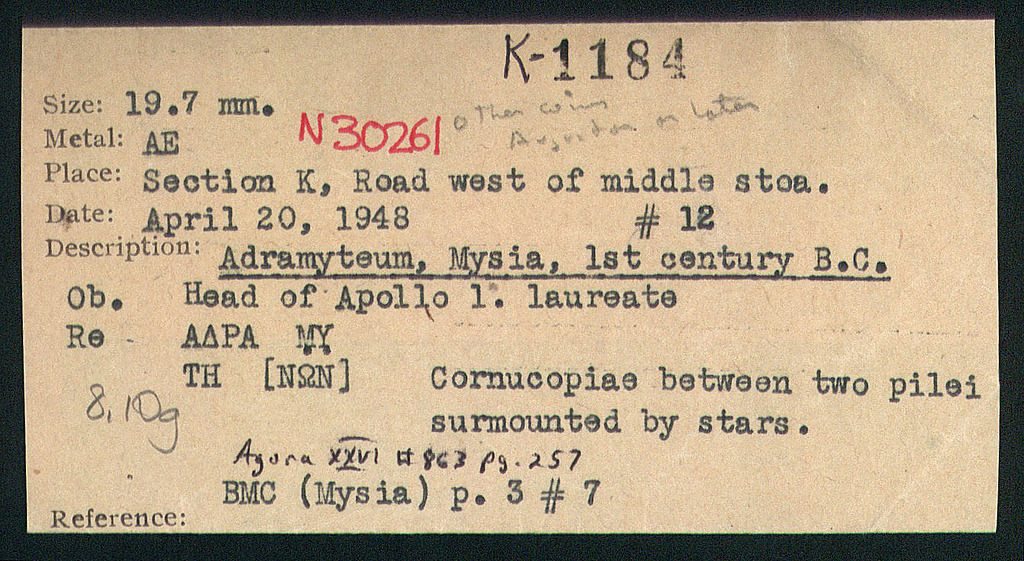 K-1184
Size: 19.7 mm.
other coins
Augustan or later
Metal: AE
N30261
Place: Section K, Road west of middle stoa.
Date: April 20, 1948 # 12
Description: Adramyteum, Mysia, 1st century B.C.
Ob. Head of Apollo l. laureate
Re - ΑΔΡΑ ΜΥ
ΤΗ [ΝΩΝ] Cornucopiae between two pilei
surmounted by stars.
8,10g
Agora XXVI #863 pg. 257
BMC (Mysia) p. 3 # 7
Reference: